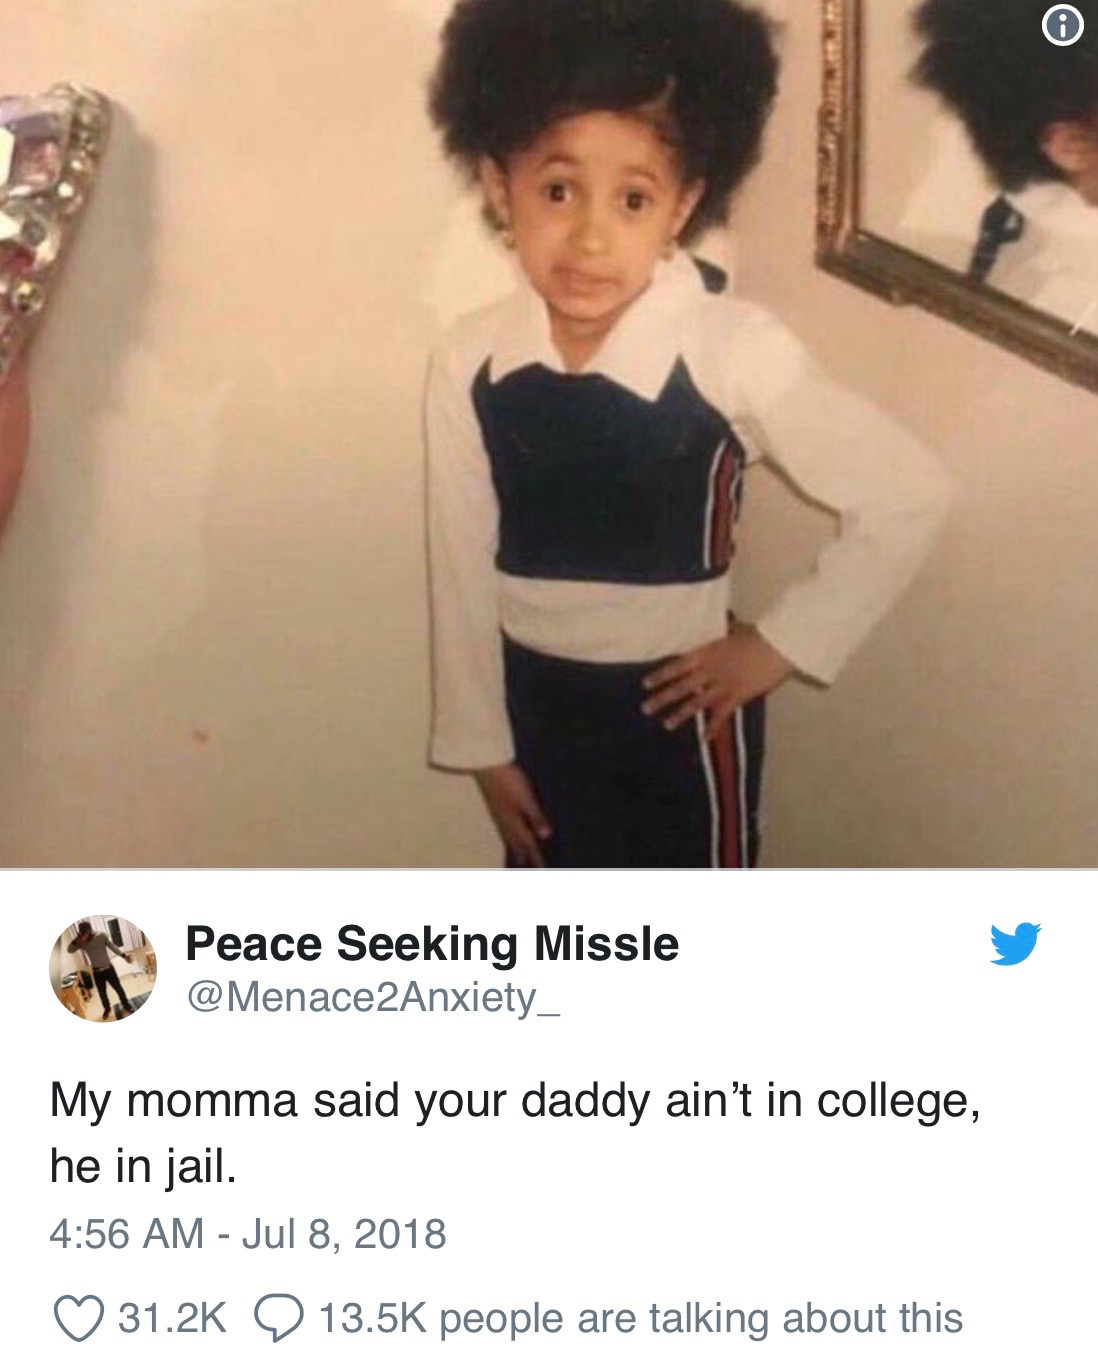 Peace Seeking Missle
@Menace2Anxiety_
My momma said your daddy ain’t in college,
he in jail.
4:56 AM - Jul 8, 2018
31.2K 13.5K people are talking about this